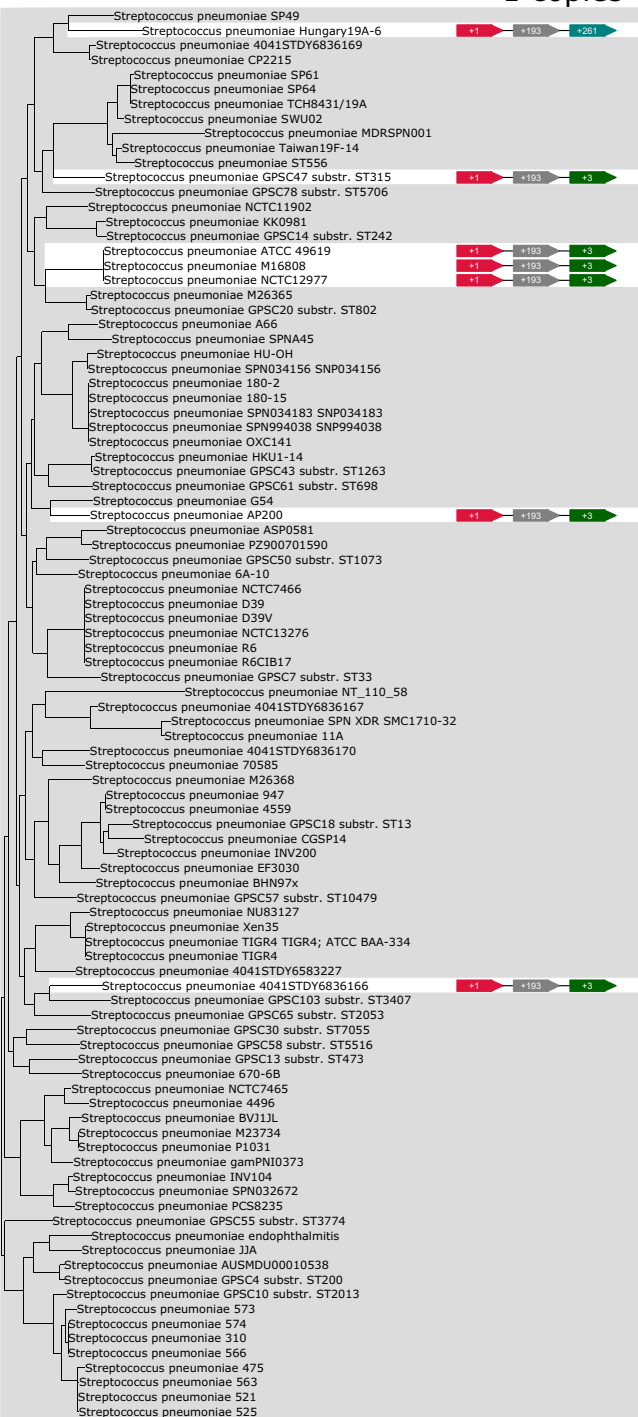 copies
Streptococcus pneumoniae SP49
Streptococcus pneumoniae Hungary19A-6 +1 +193 +261
Streptococcus pneumoniae 4041STDY6836169
Streptococcus pneumoniae CP2215
Streptococcus pneumoniae SP61
Streptococcus pneumoniae SP64
Streptococcus pneumoniae TCH8431/19A
Streptococcus pneumoniae SWU02
Streptococcus pneumoniae MDRSPN001
Streptococcus pneumoniae Taiwan19F-14
Streptococcus pneumoniae ST556
Streptococcus pneumoniae GPSC47 substr. ST315 +1 +193 +3
Streptococcus pneumoniae GPSC78 substr. ST5706
Streptococcus pneumoniae NCTC11902
Streptococcus pneumoniae KK0981
Streptococcus pneumoniae GPSC14 substr. ST242
Streptococcus pneumoniae ATCC 49619 +1 +193 +3
Streptococcus pneumoniae M16808 +1 +193 +3
Streptococcus pneumoniae NCTC12977 +1 +193 +3
Streptococcus pneumoniae M26365
Streptococcus pneumoniae GPSC20 substr. ST802
Streptococcus pneumoniae A66
Streptococcus pneumoniae SPNA45
Streptococcus pneumoniae HU-OH
Streptococcus pneumoniae SPN034156 SNP034156
Streptococcus pneumoniae 180-2
Streptococcus pneumoniae 180-15
Streptococcus pneumoniae SPN034183 SNP034183
Streptococcus pneumoniae SPN994038 SNP994038
Streptococcus pneumoniae OXC141
Streptococcus pneumoniae HKU1-14
Streptococcus pneumoniae GPSC43 substr. ST1263
Streptococcus pneumoniae GPSC61 substr. ST698
Streptococcus pneumoniae G54
Streptococcus pneumoniae AP200 +1 +193 +3
Streptococcus pneumoniae ASP0581
Streptococcus pneumoniae PZ900701590
Streptococcus pneumoniae GPSC50 substr. ST1073
Streptococcus pneumoniae 6A-10
Streptococcus pneumoniae NCTC7466
Streptococcus pneumoniae D39
Streptococcus pneumoniae D39V
Streptococcus pneumoniae NCTC13276
Streptococcus pneumoniae R6
Streptococcus pneumoniae R6CIB17
Streptococcus pneumoniae GPSC7 substr. ST33
Streptococcus pneumoniae NT_110_58
Streptococcus pneumoniae 4041STDY6836167
Streptococcus pneumoniae SPN XDR SMC1710-32
Streptococcus pneumoniae 11A
Streptococcus pneumoniae 4041STDY6836170
Streptococcus pneumoniae 70585
Streptococcus pneumoniae M26368
Streptococcus pneumoniae 947
Streptococcus pneumoniae 4559
Streptococcus pneumoniae GPSC18 substr. ST13
Streptococcus pneumoniae CGSP14
Streptococcus pneumoniae INV200
Streptococcus pneumoniae EF3030
Streptococcus pneumoniae BHN97x
Streptococcus pneumoniae GPSC57 substr. ST10479
Streptococcus pneumoniae NU83127
Streptococcus pneumoniae Xen35
Streptococcus pneumoniae TIGR4 TIGR4; ATCC BAA-334
Streptococcus pneumoniae TIGR4
Streptococcus pneumoniae 4041STDY6583227
Streptococcus pneumoniae 4041STDY6836166 +1 +193 +3
Streptococcus pneumoniae GPSC103 substr. ST3407
Streptococcus pneumoniae GPSC65 substr. ST2053
Streptococcus pneumoniae GPSC30 substr. ST7055
Streptococcus pneumoniae GPSC58 substr. ST5516
Streptococcus pneumoniae GPSC13 substr. ST473
Streptococcus pneumoniae 670-6B
Streptococcus pneumoniae NCTC7465
Streptococcus pneumoniae 4496
Streptococcus pneumoniae BVJ1JL
Streptococcus pneumoniae M23734
Streptococcus pneumoniae P1031
Streptococcus pneumoniae gamPNI0373
Streptococcus pneumoniae INV104
Streptococcus pneumoniae SPN032672
Streptococcus pneumoniae PCS8235
Streptococcus pneumoniae GPSC55 substr. ST3774
Streptococcus pneumoniae endophthalmitis
Streptococcus pneumoniae JJA
Streptococcus pneumoniae AUSMDU00010538
Streptococcus pneumoniae GPSC4 substr. ST200
Streptococcus pneumoniae GPSC10 substr. ST2013
Streptococcus pneumoniae 573
Streptococcus pneumoniae 574
Streptococcus pneumoniae 310
Streptococcus pneumoniae 566
Streptococcus pneumoniae 475
Streptococcus pneumoniae 563
Streptococcus pneumoniae 521
Streptococcus pneumoniae 525